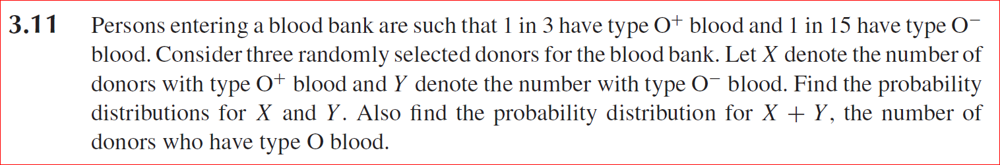 3.11 Persons entering a blood bank are such that 1 in 3 have type O⁺ blood and 1 in 15 have type O⁻
blood. Consider three randomly selected donors for the blood bank. Let X denote the number of
donors with type O⁺ blood and Y denote the number with type O⁻ blood. Find the probability
distributions for X and Y. Also find the probability distribution for X + Y, the number of
donors who have type O blood.